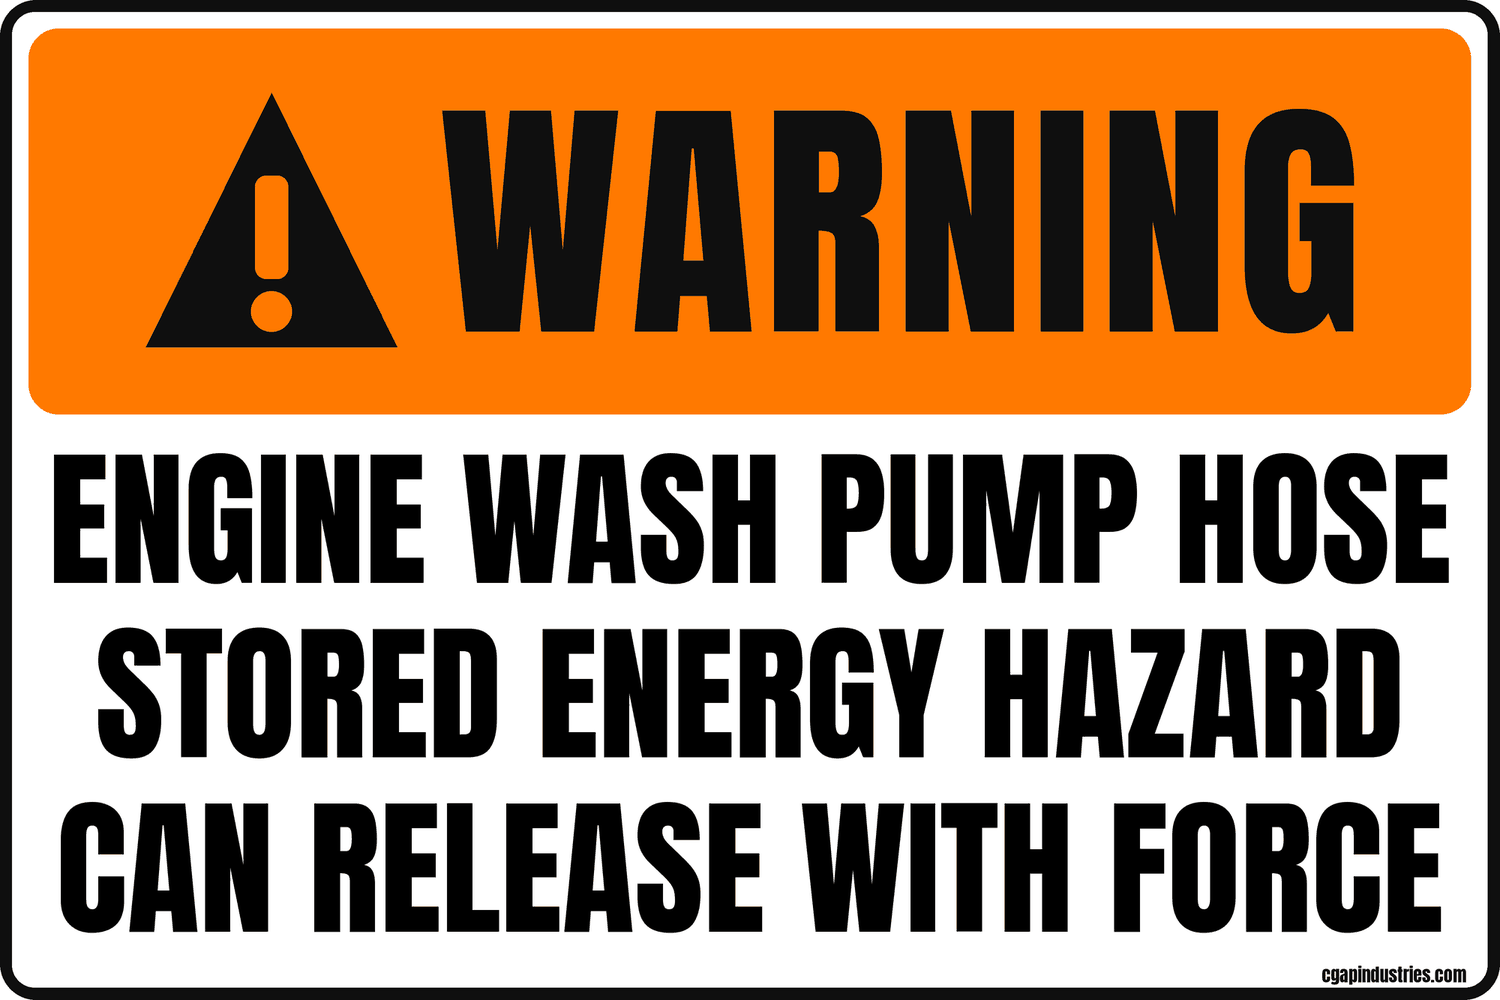 WARNING
ENGINE WASH PUMP HOSE
STORED ENERGY HAZARD
CAN RELEASE WITH FORCE
cgapindustries.com